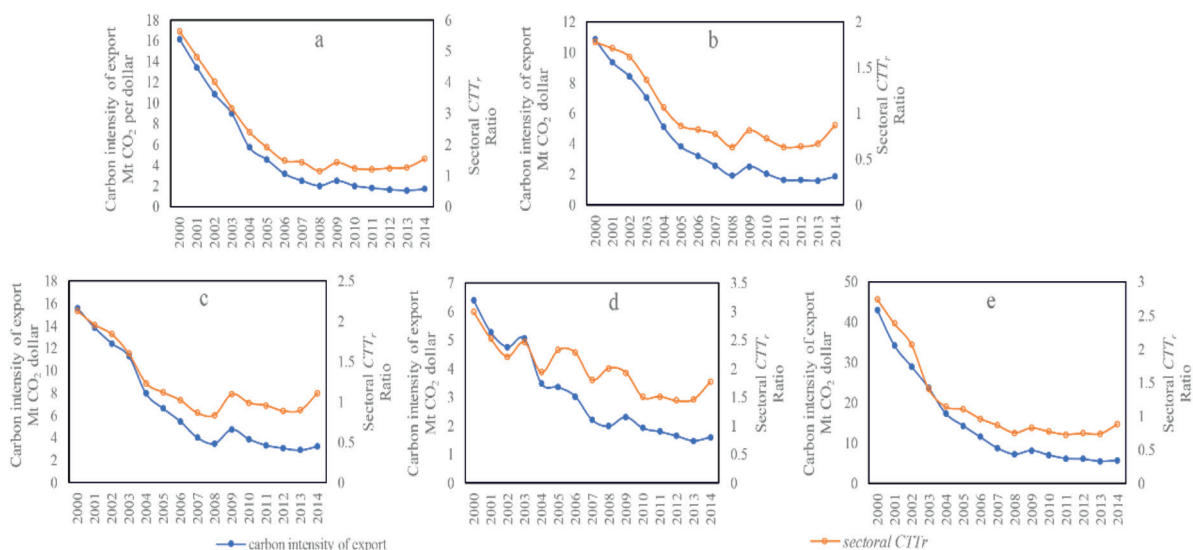 a
Carbon intensity of export
Mt CO₂ per dollar
18
16
14
12
10
8
6
4
2
0
6
5
4
3
2
1
0
Sectoral CTTᵣ
Ratio
2000 2001 2002 2003 2004 2005 2006 2007 2008 2009 2010 2011 2012 2013 2014
b
Carbon intensity of export
Mt CO₂ dollar
12
10
8
6
4
2
0
2
1.5
1
0.5
0
Sectoral CTTᵣ
Ratio
2000 2001 2002 2003 2004 2005 2006 2007 2008 2009 2010 2011 2012 2013 2014
c
Carbon intensity of export
Mt CO₂ dollar
18
16
14
12
10
8
6
4
2
0
2.5
2
1.5
1
0.5
0
Sectoral CTTᵣ
Ratio
2000 2001 2002 2003 2004 2005 2006 2007 2008 2009 2010 2011 2012 2013 2014
d
Carbon intensity of export
Mt CO₂ dollar
7
6
5
4
3
2
1
0
3.5
3
2.5
2
1.5
1
0.5
0
Sectoral CTTᵣ
Ratio
2000 2001 2002 2003 2004 2005 2006 2007 2008 2009 2010 2011 2012 2013 2014
e
Carbon intensity of export
Mt CO₂ dollar
50
40
30
20
10
0
3
2.5
2
1.5
1
0.5
0
Sectoral CTTᵣ
Ratio
2000 2001 2002 2003 2004 2005 2006 2007 2008 2009 2010 2011 2012 2013 2014
carbon intensity of export
sectoral CTTr